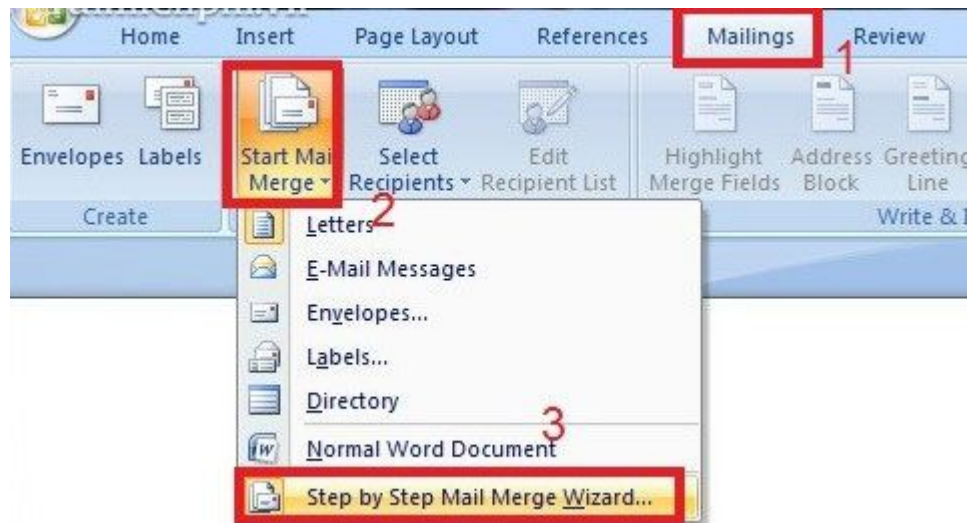 Home Insert Page Layout References Mailings Review
1
Envelopes Labels Start Mai Select Edit Highlight Address Greeting
Merge Recipients Recipient List Merge Fields Block Line
Create 2 Write & I
Letters
E-Mail Messages
Envelopes...
Labels...
Directory
3
Normal Word Document
Step by Step Mail Merge Wizard...